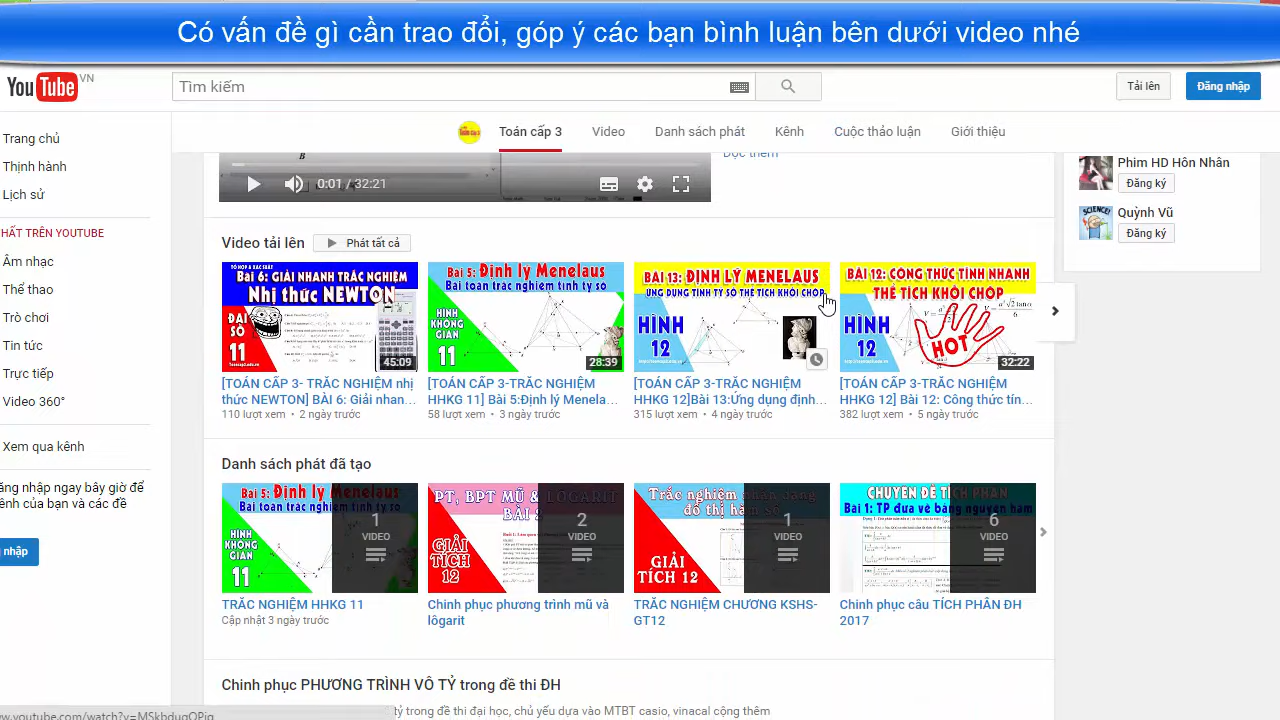 Có vấn đề gì cần trao đổi, góp ý các bạn bình luận bên dưới video nhé
YouTube VN
Tìm kiếm
Tải lên
Đăng nhập
Toán cấp 3 Video Danh sách phát Kênh Cuộc thảo luận Giới thiệu
Trang chủ
Thịnh hành
Lịch sử
HẤT TRÊN YOUTUBE
Âm nhạc
Thể thao
Trò chơi
Tin tức
Trực tiếp
Video 360°
Xem qua kênh
ăng nhập ngay bây giờ để
ênh của bạn và các đề
nhập
B
0:01 / 32:21
Đọc thêm
Phim HD Hôn Nhân
Đăng ký
Quỳnh Vũ
Đăng ký
Video tải lên Phát tất cả
Bài 6: GIẢI NHANH TRẮC NGHIỆM
Nhị thức NEWTON
ĐẠI
SỐ
11
45:09
[TOÁN CẤP 3- TRẮC NGHIỆM nhị
thức NEWTON] BÀI 6: Giải nhan...
110 lượt xem • 2 ngày trước
Bài 5: Định lý Menelaus
Bài toán trắc nghiệm tính tỷ số
HÌNH
KHÔNG
GIAN
11
28:39
[TOÁN CẤP 3-TRẮC NGHIỆM
HHKG 11] Bài 5:Định lý Menela...
58 lượt xem • 3 ngày trước
BÀI 13: ĐỊNH LÝ MENELAUS
ỨNG DỤNG TÍNH TỶ SỐ THỂ TÍCH KHỐI CHÓP
HÌNH
12
[TOÁN CẤP 3-TRẮC NGHIỆM
HHKG 12]Bài 13:Ứng dụng định...
315 lượt xem • 4 ngày trước
BÀI 12: CÔNG THỨC TÍNH NHANH
THỂ TÍCH KHỐI CHÓP
HÌNH
12
HOT
32:22
[TOÁN CẤP 3-TRẮC NGHIỆM
HHKG 12] Bài 12: Công thức tín...
382 lượt xem • 5 ngày trước
Danh sách phát đã tạo
Bài 5: Định lý Menelaus
Bài toán trắc nghiệm tính tỷ số
HÌNH
KHÔNG
GIAN
11
1
VIDEO
TRẮC NGHIỆM HHKG 11
Cập nhật 3 ngày trước
PT, BPT MŨ & LOGARIT
BÀI 2
GIẢI
TÍCH 12
2
VIDEO
Chinh phục phương trình mũ và
lôgarit
Trắc nghiệm nhận dạng
đồ thị hàm số
GIẢI
TÍCH 12
1
VIDEO
TRẮC NGHIỆM CHƯƠNG KSHS-
GT12
CHUYÊN ĐỀ TÍCH PHÂN
Bài 1: TP đưa về bảng nguyên hàm
6
VIDEO
Chinh phục câu TÍCH PHÂN ĐH
2017
Chinh phục PHƯƠNG TRÌNH VÔ TỶ trong đề thi ĐH
tỷ trong đề thi đại học, chủ yếu dựa vào MTBT casio, vinacal cộng thêm